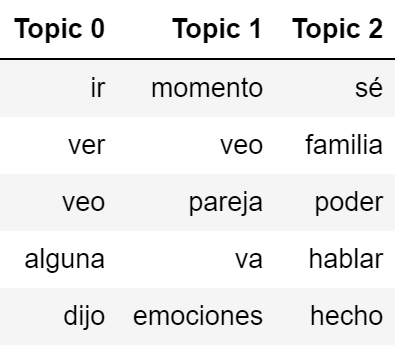 Topic 0 Topic 1 Topic 2
ir momento sé
ver veo familia
veo pareja poder
alguna va hablar
dijo emociones hecho